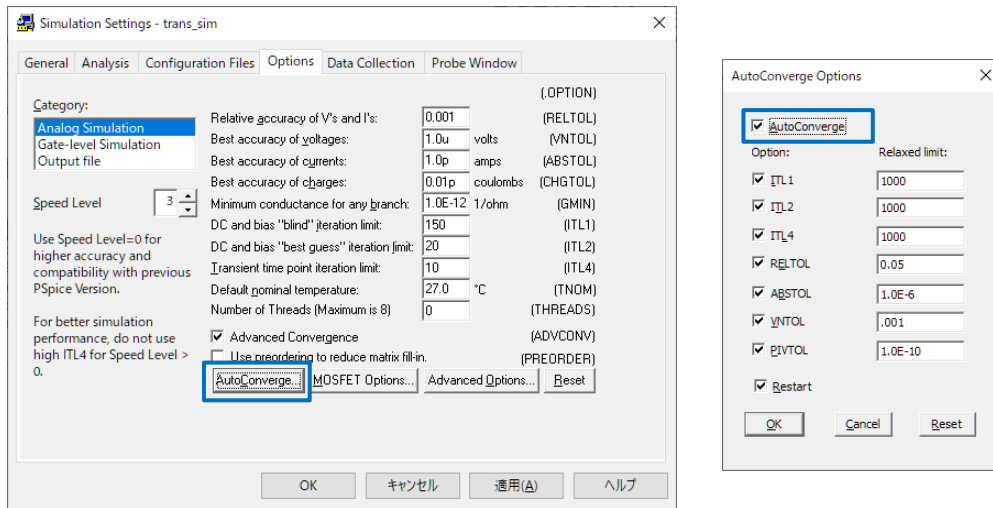 Simulation Settings - trans_sim
General Analysis Configuration Files Options Data Collection Probe Window
Category:
Analog Simulation
Gate-level Simulation
Output file
Speed Level 3
Use Speed Level=0 for
higher accuracy and
compatibility with previous
PSpice Version.
For better simulation
performance, do not use
high ITL4 for Speed Level >
0.
(.OPTION)
Relative accuracy of V's and I's: 0.001 (RELTOL)
Best accuracy of voltages: 1.0u volts (VNTOL)
Best accuracy of currents: 1.0p amps (ABSTOL)
Best accuracy of charges: 0.01p coulombs (CHGTOL)
Minimum conductance for any branch: 1.0E-12 1/ohm (GMIN)
DC and bias "blind" iteration limit: 150 (ITL1)
DC and bias "best guess" iteration limit: 20 (ITL2)
Transient time point iteration limit: 10 (ITL4)
Default nominal temperature: 27.0 °C (TNOM)
Number of Threads (Maximum is 8) 0 (THREADS)
Advanced Convergence (ADVCONV)
Use preordering to reduce matrix fill-in. (PREORDER)
AutoConverge... MOSFET Options... Advanced Options... Reset
OK キャンセル 適用(A) ヘルプ
AutoConverge Options
AutoConverge
Option: Relaxed limit:
ITL1 1000
ITL2 1000
ITL4 1000
RELTOL 0.05
ABSTOL 1.0E-6
VNTOL .001
PIVTOL 1.0E-10
Restart
OK Cancel Reset